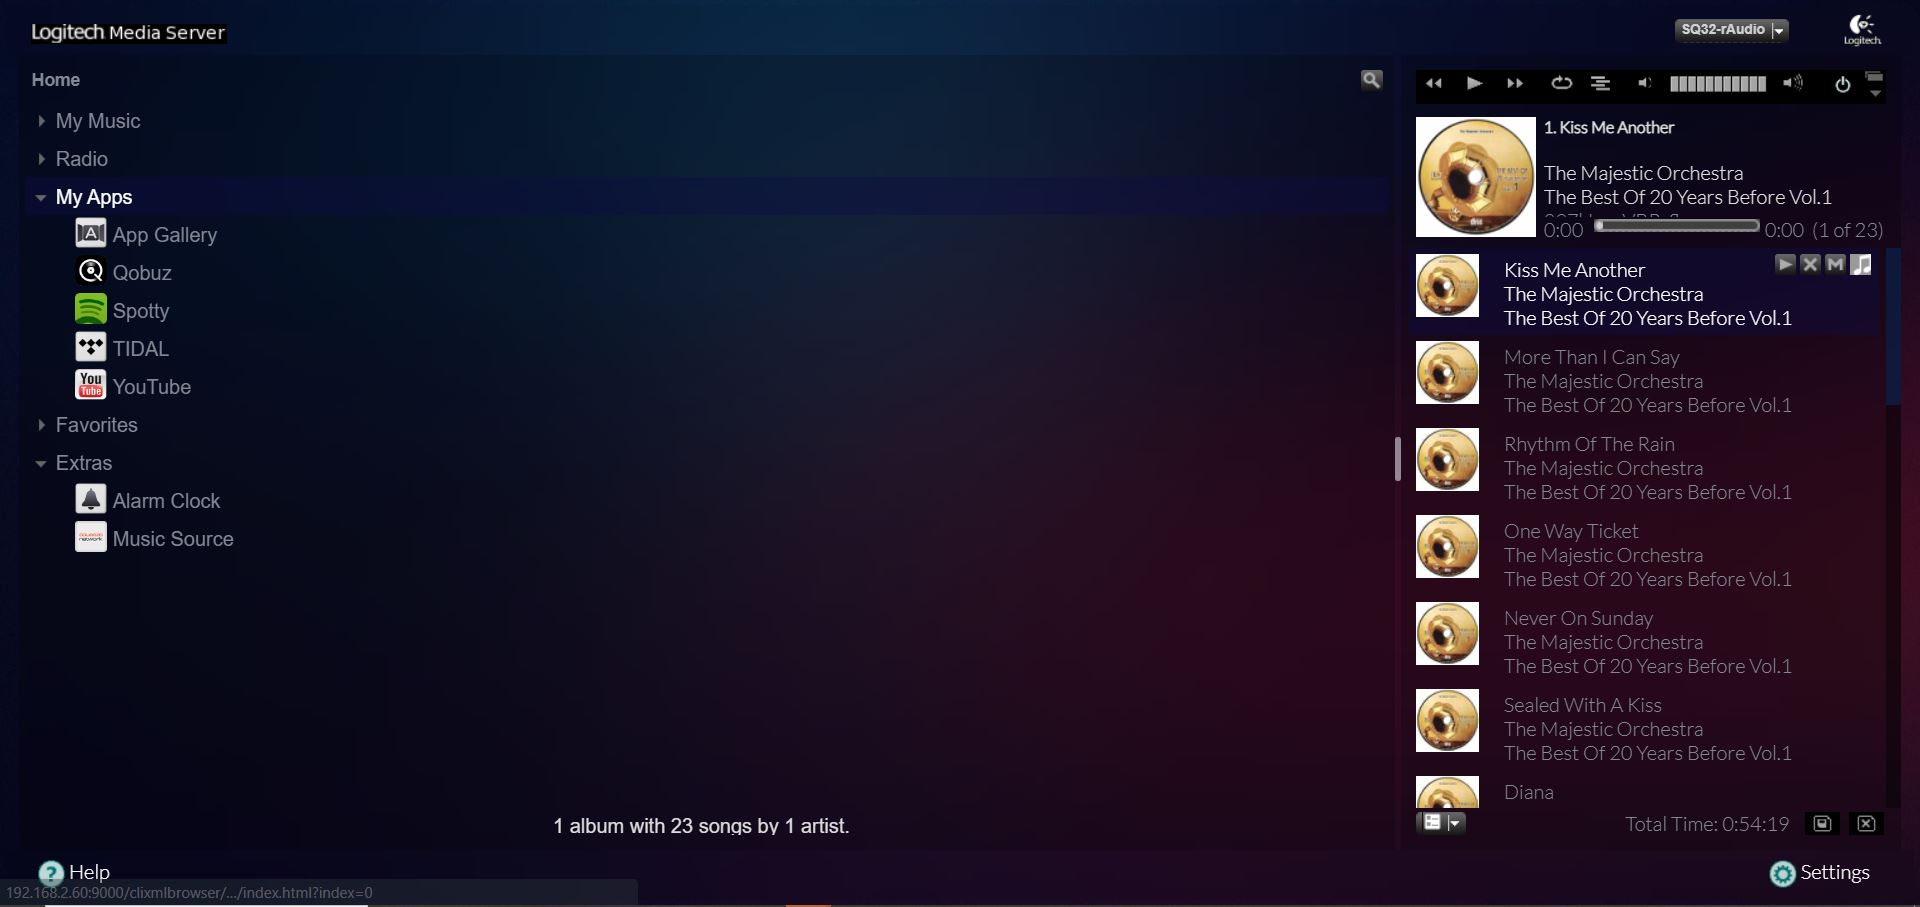 Logitech Media Server
SQ32-rAudio
Logitech
Home
My Music
Radio
My Apps
App Gallery
Qobuz
Spotty
TIDAL
You
Tube
YouTube
Favorites
Extras
Alarm Clock
Music Source
1 album with 23 songs by 1 artist.
1. Kiss Me Another
The Majestic Orchestra
The Best Of 20 Years Before Vol.1
0:00
0:00 (1 of 23)
Kiss Me Another
The Majestic Orchestra
The Best Of 20 Years Before Vol.1
More Than I Can Say
The Majestic Orchestra
The Best Of 20 Years Before Vol.1
Rhythm Of The Rain
The Majestic Orchestra
The Best Of 20 Years Before Vol.1
One Way Ticket
The Majestic Orchestra
The Best Of 20 Years Before Vol.1
Never On Sunday
The Majestic Orchestra
The Best Of 20 Years Before Vol.1
Sealed With A Kiss
The Majestic Orchestra
The Best Of 20 Years Before Vol.1
Diana
Total Time: 0:54:19
Help
Settings
192.168.2.60:9000/clixmlbrowser/.../index.html?index=0